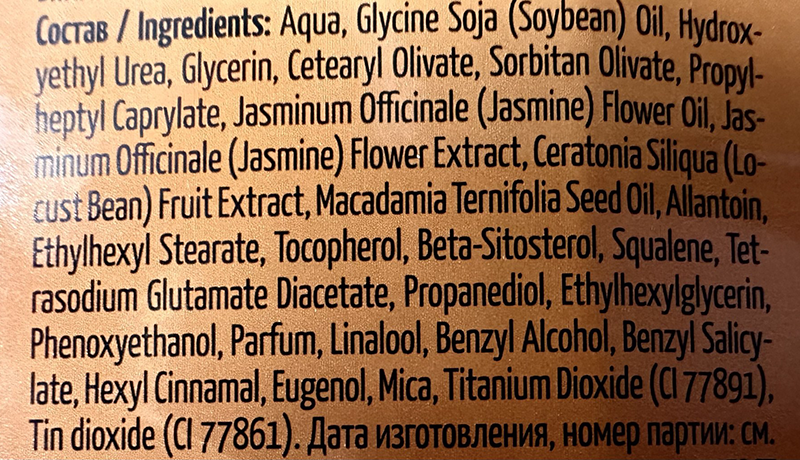 Состав / Ingredients: Aqua, Glycine Soja (Soybean) Oil, Hydrox-
yethyl Urea, Glycerin, Cetearyl Olivate, Sorbitan Olivate, Propyl-
heptyl Caprylate, Jasminum Officinale (Jasmine) Flower Oil, Jas-
minum Officinale (Jasmine) Flower Extract, Ceratonia Siliqua (Lo-
cust Bean) Fruit Extract, Macadamia Ternifolia Seed Oil, Allantoin,
Ethylhexyl Stearate, Tocopherol, Beta-Sitosterol, Squalene, Tet-
rasodium Glutamate Diacetate, Propanediol, Ethylhexylglycerin,
Phenoxyethanol, Parfum, Linalool, Benzyl Alcohol, Benzyl Salicy-
late, Hexyl Cinnamal, Eugenol, Mica, Titanium Dioxide (CI 77891),
Tin dioxide (CI 77861). Дата изготовления, номер партии: см.